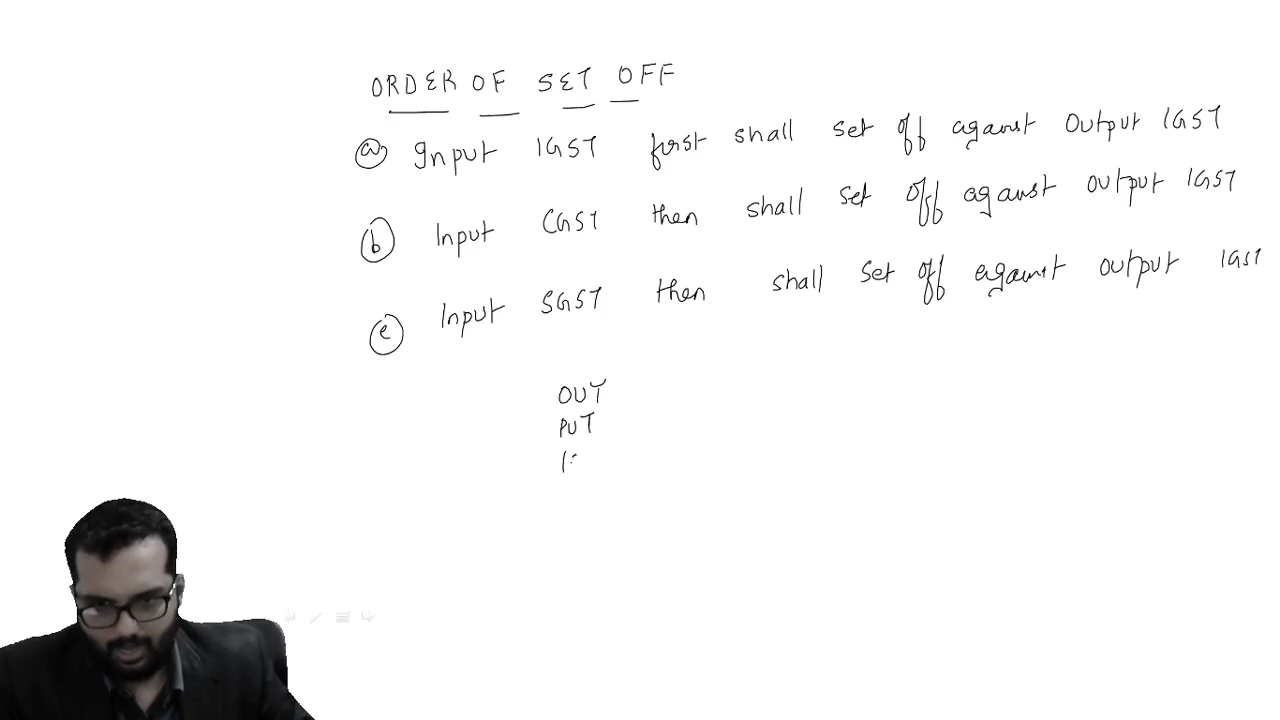 ORDER OF SET OFF
(a) Input IGST first shall set off against Output IGST
(b) Input CGST then shall set off against output IGST
(c) Input SGST then shall set off against output IGST
OUT
PUT